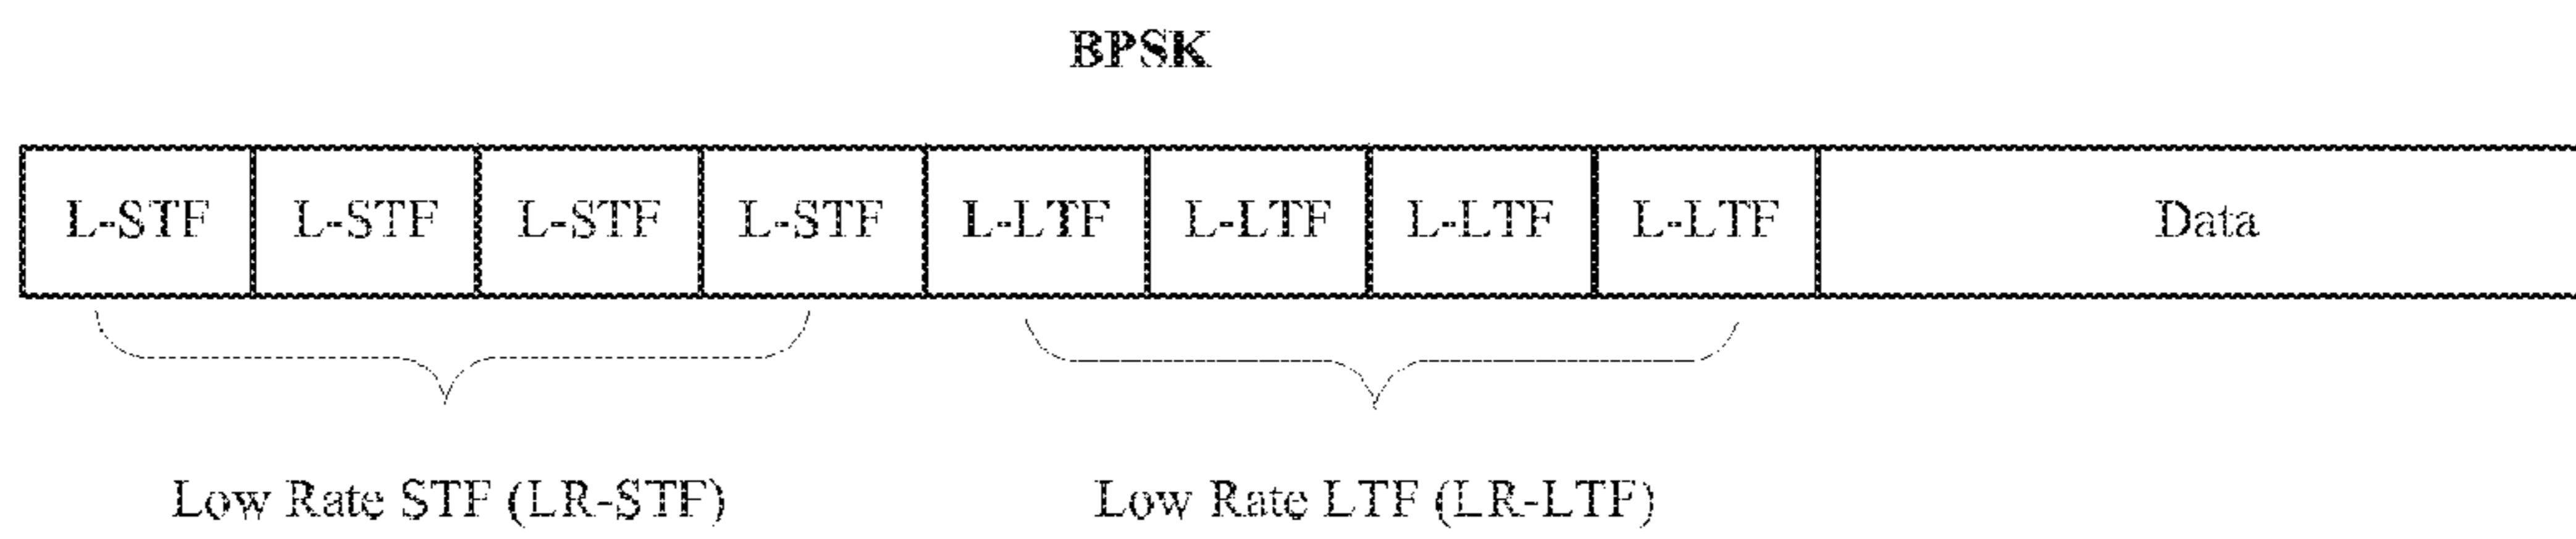 BPSK
L-STF L-STF L-STF L-STF L-LTF L-LTF L-LTF L-LTF Data
Low Rate STF (LR-STF) Low Rate LTF (LR-LTF)